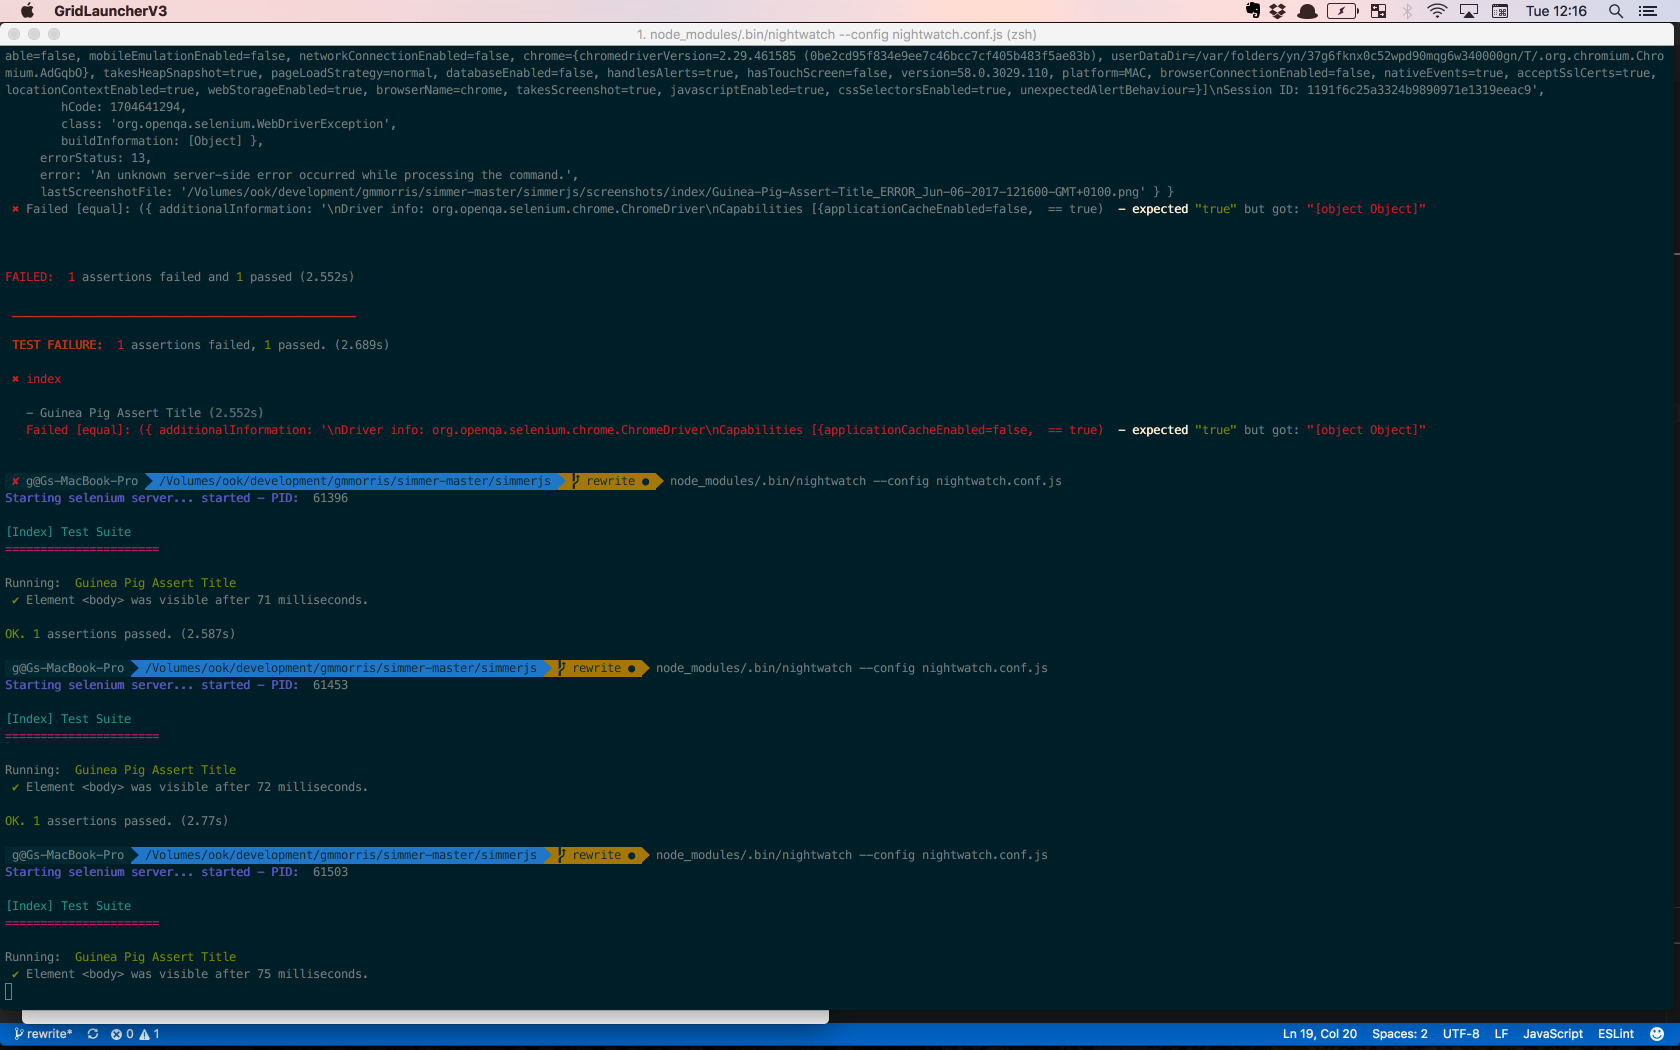 GridLauncherV3
Tue 12:16
1. node_modules/.bin/nightwatch --config nightwatch.conf.js (zsh)
able=false, mobileEmulationEnabled=false, networkConnectionEnabled=false, chrome={chromedriverVersion=2.29.461585 (0be2cd95f834e9ee7c46bcc7cf405b483f5ae83b), userDataDir=/var/folders/yn/37g6fknx0c52wpd90mqg6w340000gn/T/.org.chromium.Chro
mium.AdGqbO}, takesHeapSnapshot=true, pageLoadStrategy=normal, databaseEnabled=false, handlesAlerts=true, hasTouchScreen=false, version=58.0.3029.110, platform=MAC, browserConnectionEnabled=false, nativeEvents=true, acceptSslCerts=true,
locationContextEnabled=true, webStorageEnabled=true, browserName=chrome, takesScreenshot=true, javascriptEnabled=true, cssSelectorsEnabled=true, unexpectedAlertBehaviour=}]\nSession ID: 1191f6c25a3324b9890971e1319eeac9',
hCode: 1704641294,
class: 'org.openqa.selenium.WebDriverException',
buildInformation: [Object] },
errorStatus: 13,
error: 'An unknown server-side error occurred while processing the command.',
lastScreenshotFile: '/Volumes/ook/development/gmmorris/simmer-master/simmerjs/screenshots/index/Guinea-Pig-Assert-Title_ERROR_Jun-06-2017-121600-GMT+0100.png' } }
✖ Failed [equal]: ({ additionalInformation: '\nDriver info: org.openqa.selenium.chrome.ChromeDriver\nCapabilities [{applicationCacheEnabled=false,  == true)  - expected "true" but got: "[object Object]"
FAILED:  1 assertions failed and 1 passed (2.552s)
TEST FAILURE:  1 assertions failed, 1 passed. (2.689s)
✖ index
- Guinea Pig Assert Title (2.552s)
Failed [equal]: ({ additionalInformation: '\nDriver info: org.openqa.selenium.chrome.ChromeDriver\nCapabilities [{applicationCacheEnabled=false,  == true)  - expected "true" but got: "[object Object]"
✘ g@Gs-MacBook-Pro /Volumes/ook/development/gmmorris/simmer-master/simmerjs rewrite ● node_modules/.bin/nightwatch --config nightwatch.conf.js
Starting selenium server... started - PID:  61396
[Index] Test Suite
======================
Running:  Guinea Pig Assert Title
✔ Element <body> was visible after 71 milliseconds.
OK. 1 assertions passed. (2.587s)
g@Gs-MacBook-Pro /Volumes/ook/development/gmmorris/simmer-master/simmerjs rewrite ● node_modules/.bin/nightwatch --config nightwatch.conf.js
Starting selenium server... started - PID:  61453
[Index] Test Suite
======================
Running:  Guinea Pig Assert Title
✔ Element <body> was visible after 72 milliseconds.
OK. 1 assertions passed. (2.77s)
g@Gs-MacBook-Pro /Volumes/ook/development/gmmorris/simmer-master/simmerjs rewrite ● node_modules/.bin/nightwatch --config nightwatch.conf.js
Starting selenium server... started - PID:  61503
[Index] Test Suite
======================
Running:  Guinea Pig Assert Title
✔ Element <body> was visible after 75 milliseconds.
rewrite* 0 1 Ln 19, Col 20 Spaces: 2 UTF-8 LF JavaScript ESLint